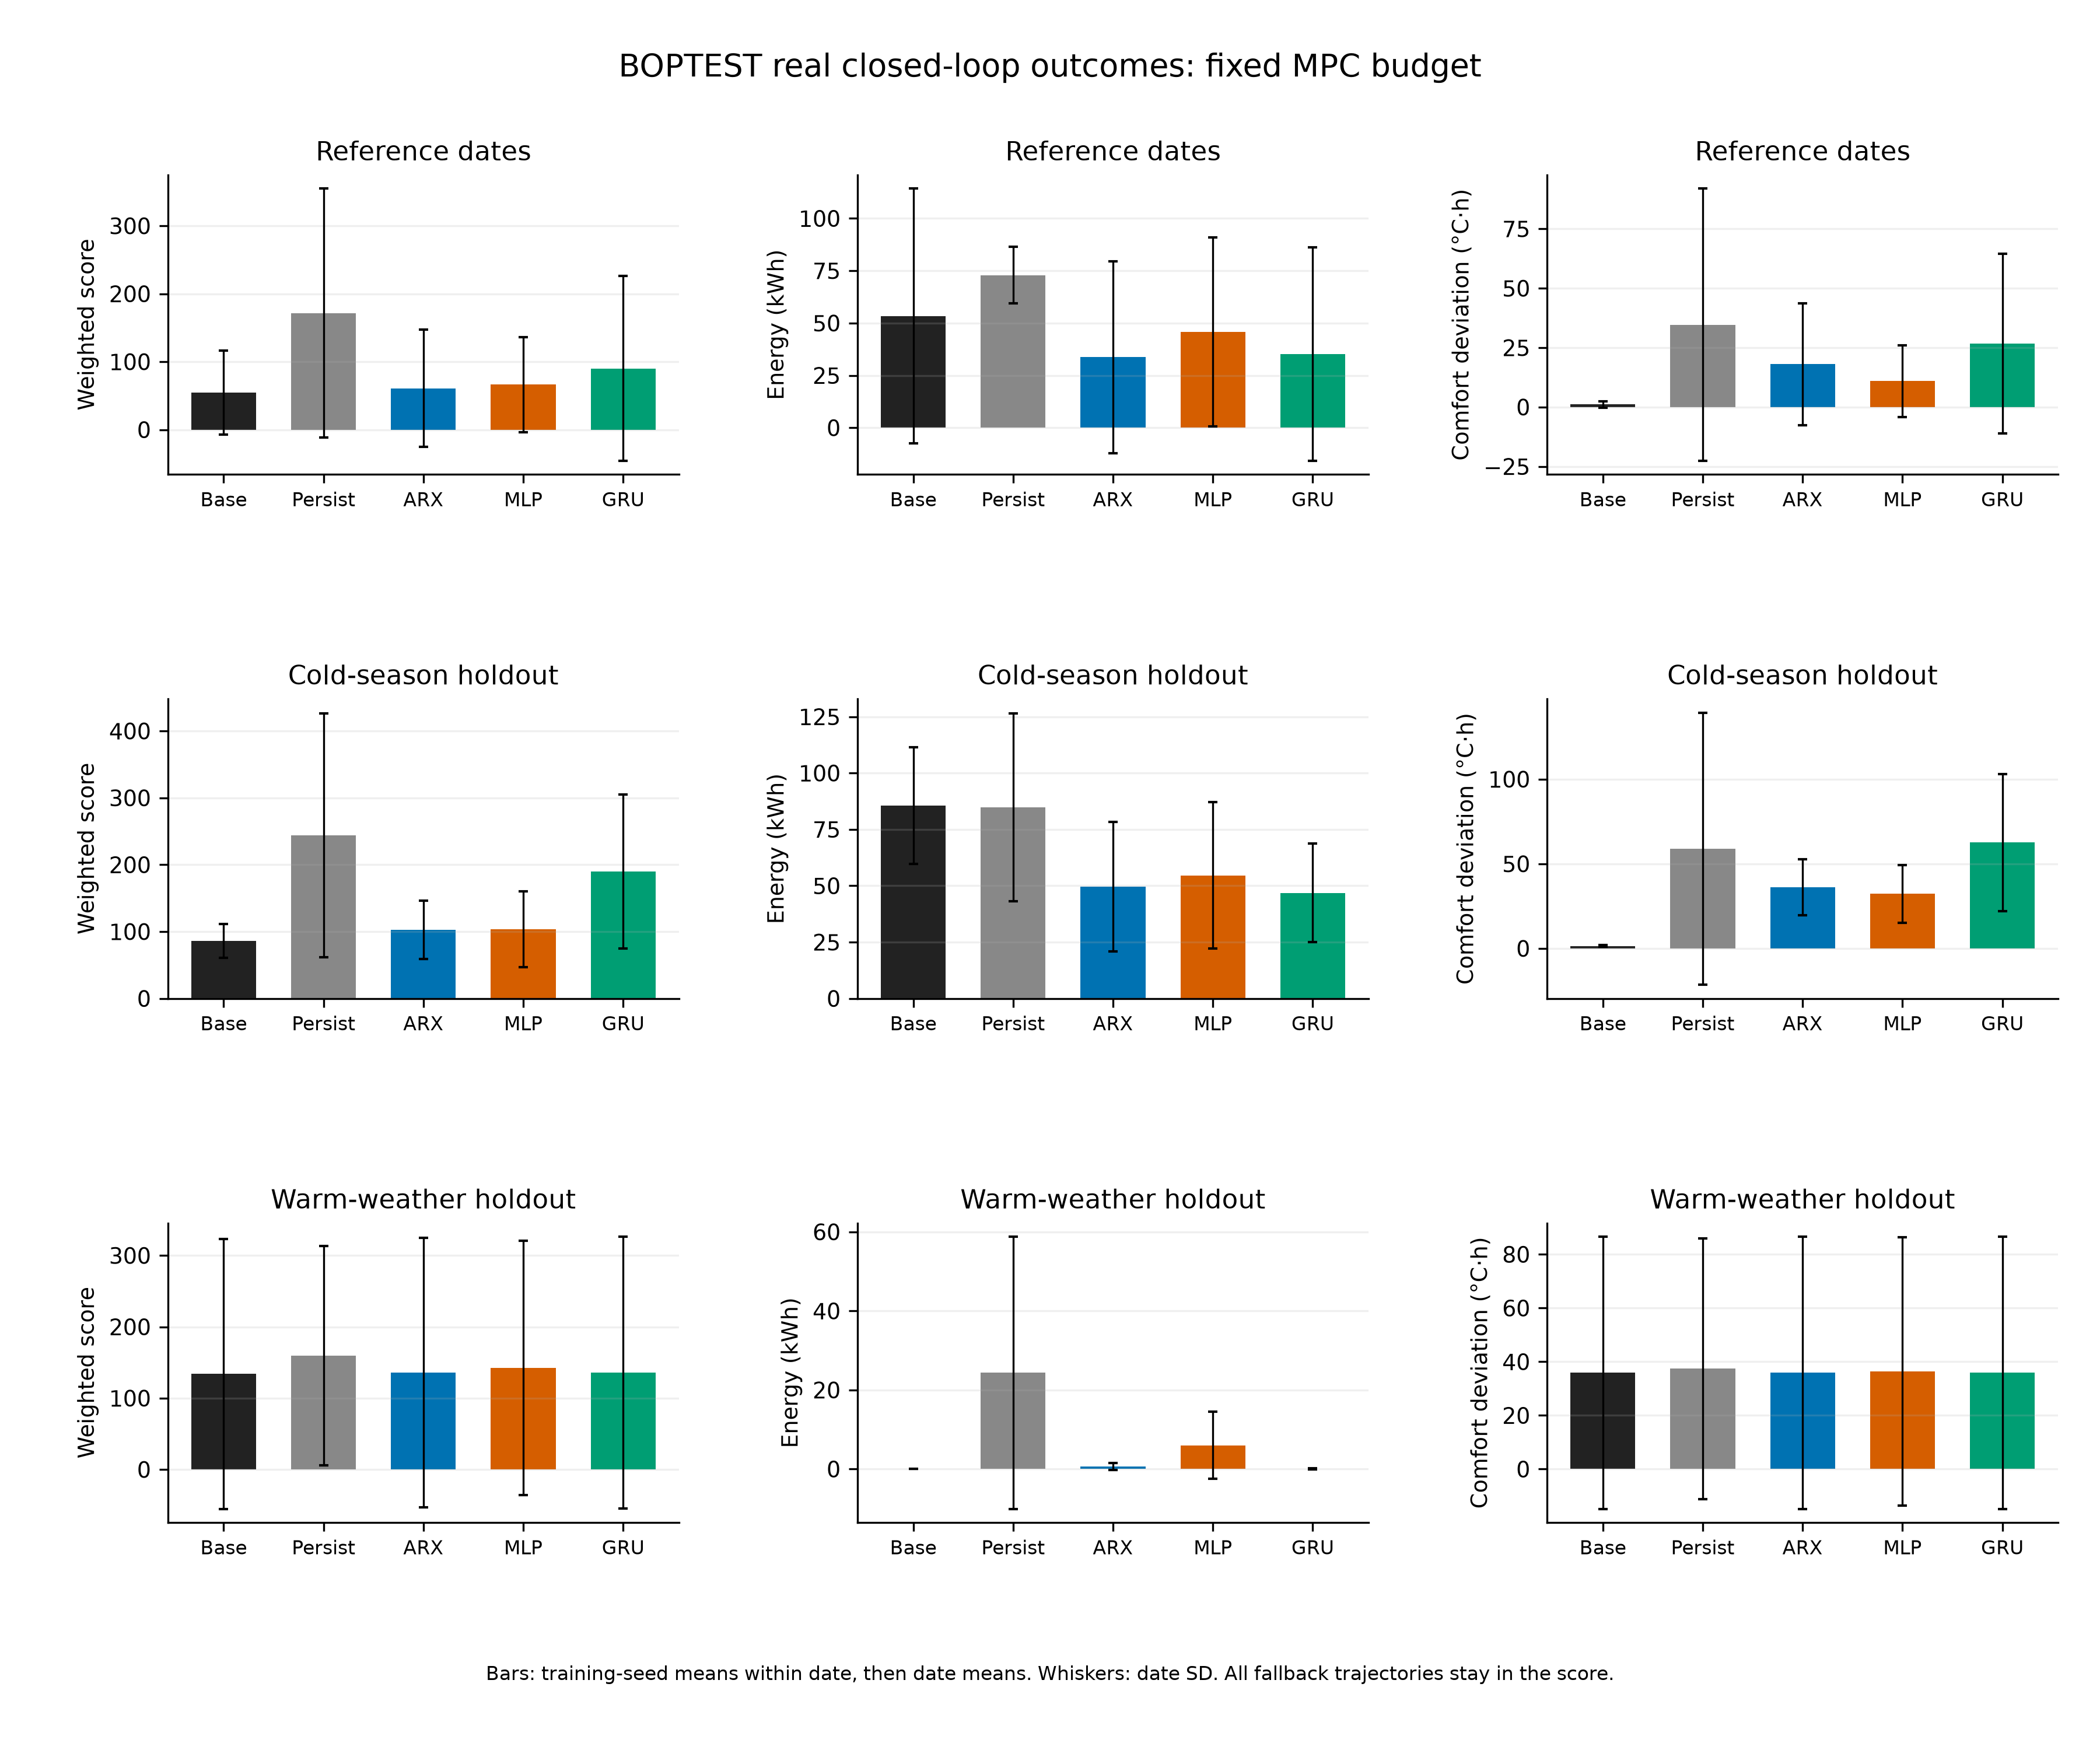 BOPTEST real closed-loop outcomes: fixed MPC budget
Reference dates
Weighted score
300
200
100
0
Base Persist ARX MLP GRU
Reference dates
Energy (kWh)
100
75
50
25
0
Base Persist ARX MLP GRU
Reference dates
Comfort deviation (°C·h)
75
50
25
0
−25
Base Persist ARX MLP GRU
Cold-season holdout
Weighted score
400
300
200
100
0
Base Persist ARX MLP GRU
Cold-season holdout
Energy (kWh)
125
100
75
50
25
0
Base Persist ARX MLP GRU
Cold-season holdout
Comfort deviation (°C·h)
100
50
0
Base Persist ARX MLP GRU
Warm-weather holdout
Weighted score
300
200
100
0
Base Persist ARX MLP GRU
Warm-weather holdout
Energy (kWh)
60
40
20
0
Base Persist ARX MLP GRU
Warm-weather holdout
Comfort deviation (°C·h)
80
60
40
20
0
Base Persist ARX MLP GRU
Bars: training-seed means within date, then date means. Whiskers: date SD. All fallback trajectories stay in the score.